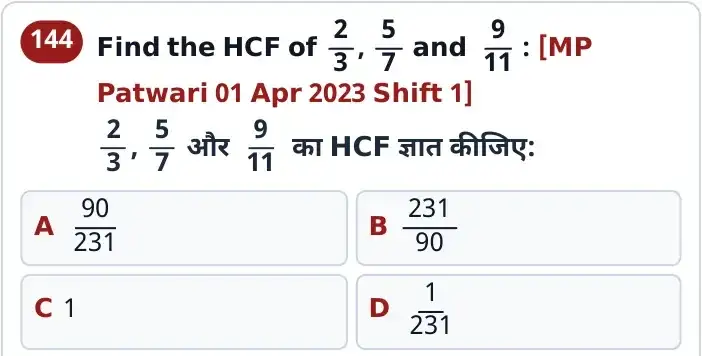 144 Find the HCF of 2/3, 5/7 and 9/11 : [MP
Patwari 01 Apr 2023 Shift 1]
2/3, 5/7 और 9/11 का HCF ज्ञात कीजिए:
A 90/231
B 231/90
C 1
D 1/231